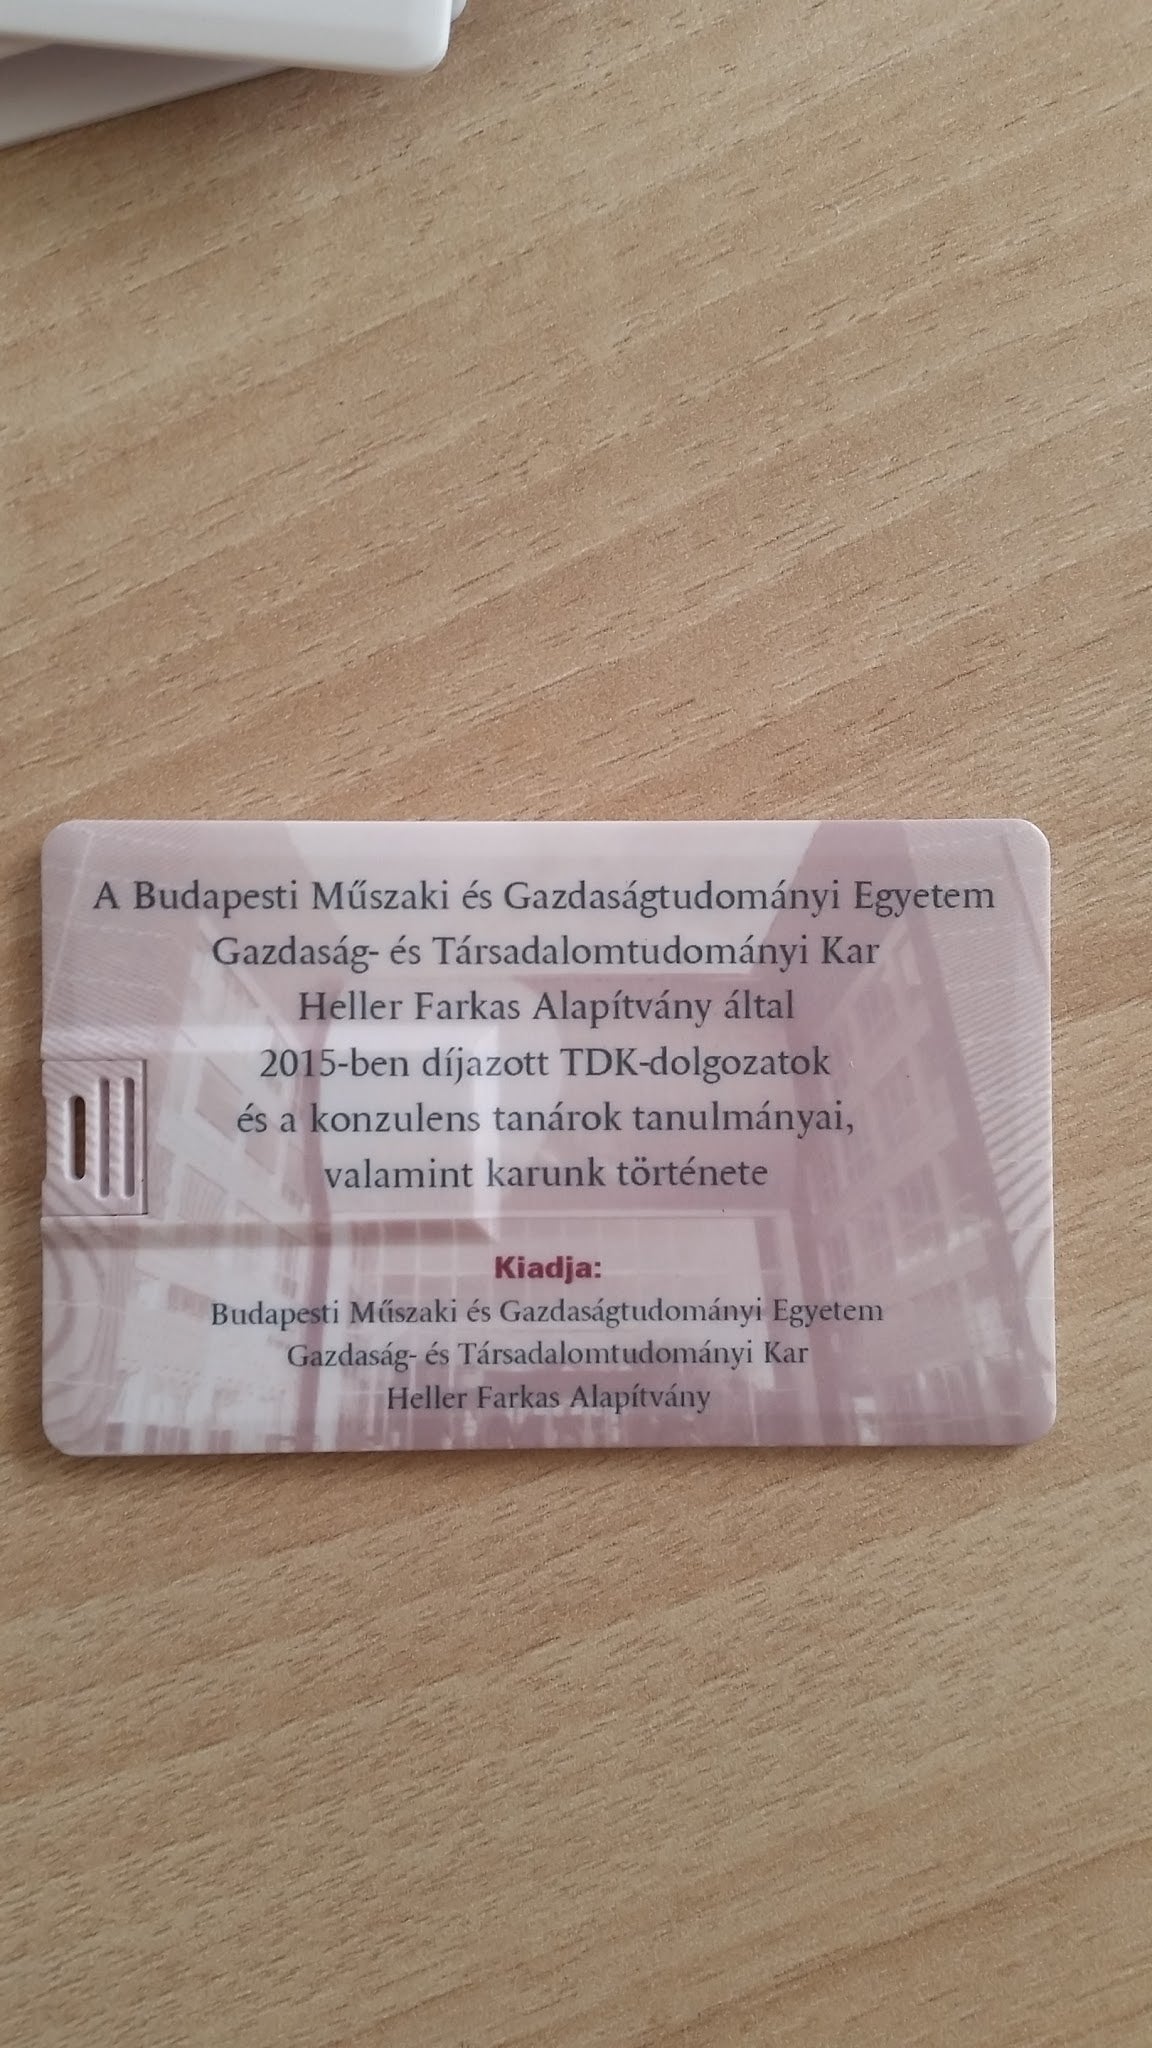 A Budapesti Műszaki és Gazdaságtudományi Egyetem
Gazdaság- és Társadalomtudományi Kar
Heller Farkas Alapítvány által
2015-ben díjazott TDK-dolgozatok
és a konzulens tanárok tanulmányai,
valamint karunk története
Kiadja:
Budapesti Műszaki és Gazdaságtudományi Egyetem
Gazdaság- és Társadalomtudományi Kar
Heller Farkas Alapítvány